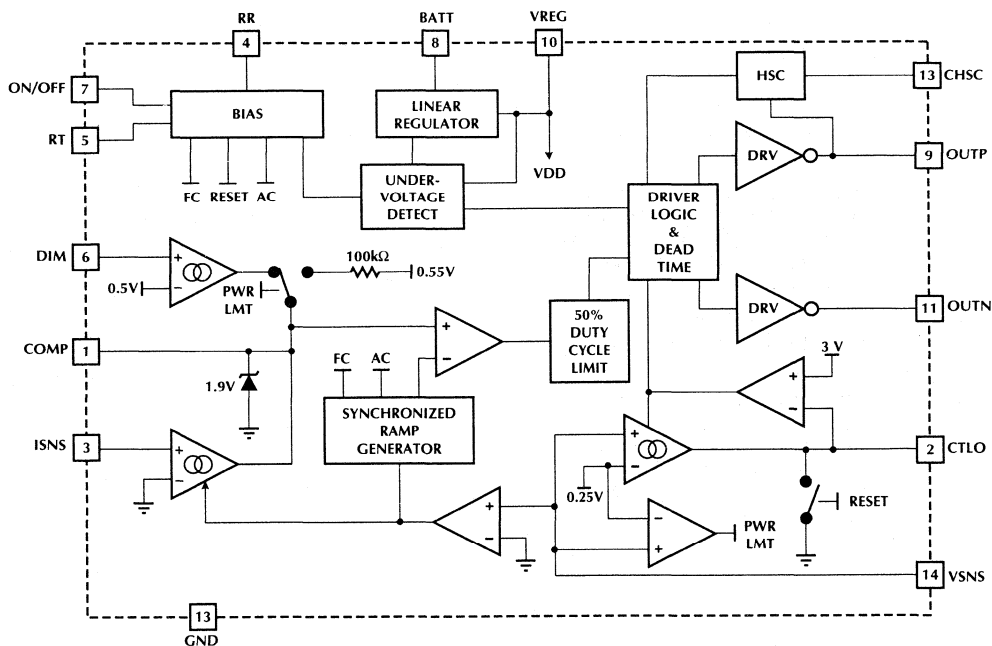 RR
BATT
VREG
4
8
10
ON/OFF
7
HSC
13
CHSC
BIAS
LINEAR
REGULATOR
RT
5
DRV
9
OUTP
VDD
FC
RESET
AC
UNDER-
VOLTAGE
DETECT
DRIVER
LOGIC
&
DEAD
TIME
DIM
6
+
−
0.5V
100kΩ
0.55V
PWR
LMT
DRV
11
OUTN
COMP
1
+
−
50%
DUTY
CYCLE
LIMIT
3 V
1.9V
FC
AC
+
−
SYNCHRONIZED
RAMP
GENERATOR
ISNS
3
+
−
+
−
2
CTLO
0.25V
RESET
+
−
−
+
PWR
LMT
14
VSNS
13
GND